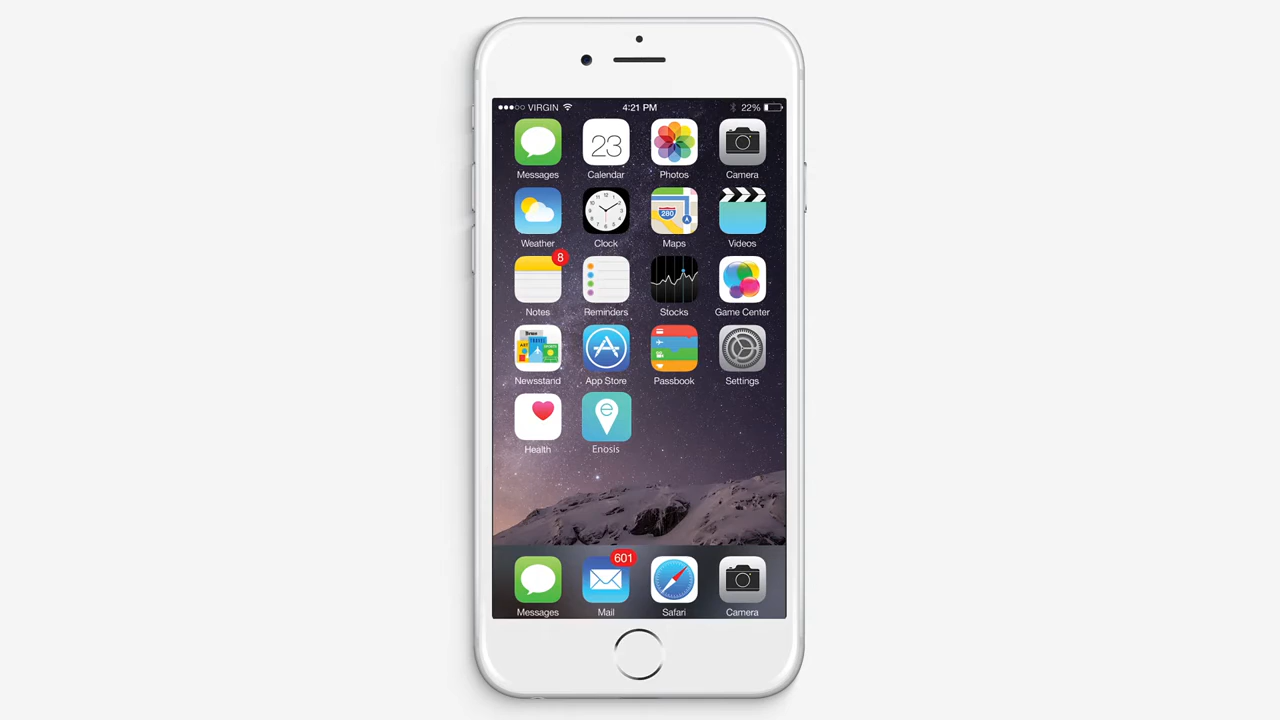 VIRGIN 4:21 PM 22%
23
Messages Calendar Photos Camera
280
Weather Clock Maps Videos
8
Notes Reminders Stocks Game Center
Newsstand App Store Passbook Settings
e
Health Enosis
601
Messages Mail Safari Camera